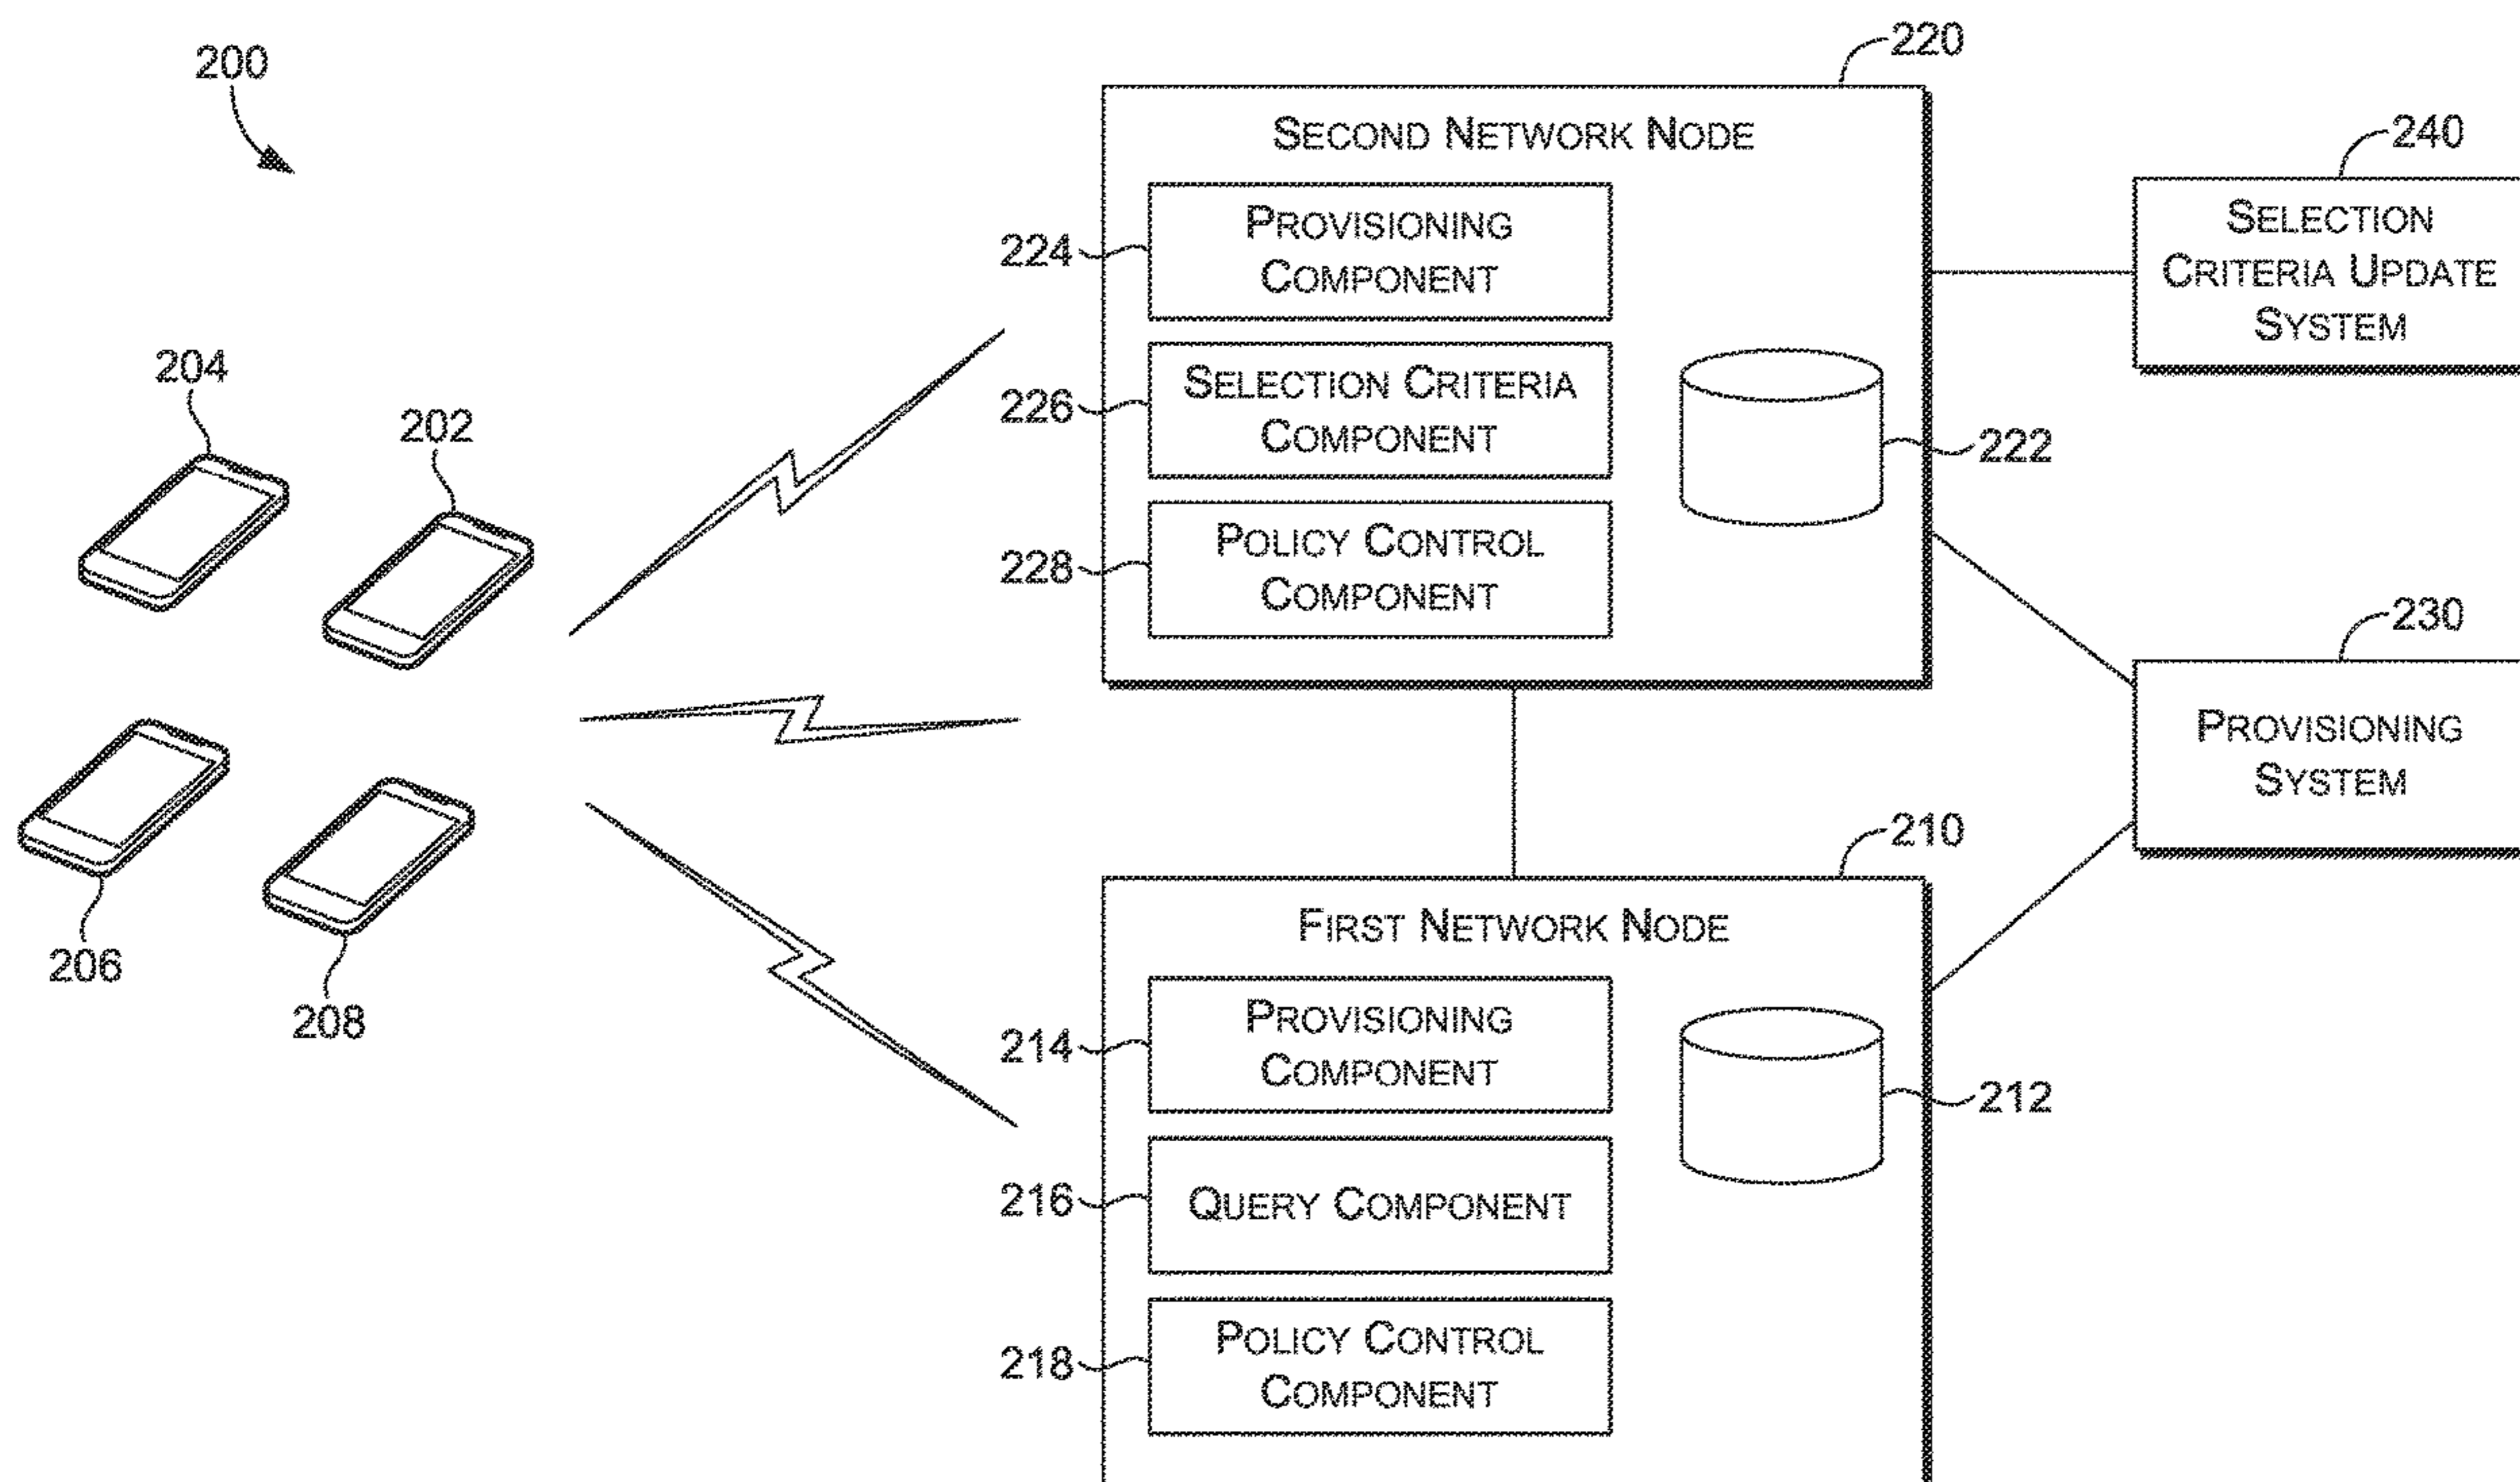 200
220
SECOND NETWORK NODE
240
SELECTION
CRITERIA UPDATE
SYSTEM
224
PROVISIONING
COMPONENT
204
202
226
SELECTION CRITERIA
COMPONENT
222
228
POLICY CONTROL
COMPONENT
230
PROVISIONING
SYSTEM
206
208
210
FIRST NETWORK NODE
214
PROVISIONING
COMPONENT
212
216
QUERY COMPONENT
218
POLICY CONTROL
COMPONENT